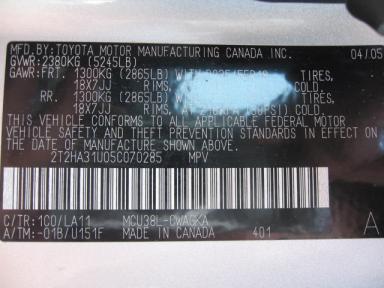 MFD. BY: TOYOTA MOTOR MANUFACTURING CANADA INC. 04/05
GVWR: 2380KG (5245LB)
GAWR: FRT. 1300KG (2865LB) WITH TIRES,
18X7JJ RIMS, COLD.
RR. 1300KG (2865LB) TIRES,
18X7JJ RIMS, COLD.
THIS VEHICLE CONFORMS TO ALL APPLICABLE FEDERAL MOTOR
VEHICLE SAFETY AND THEFT PREVENTION STANDARDS IN EFFECT ON
THE DATE OF MANUFACTURE SHOWN ABOVE.
2T2HA31U05C070285 MPV
C/TR: 1C0/LA11 MCU38L-CWAGKA A
A/TM: -01B/U151F MADE IN CANADA 401